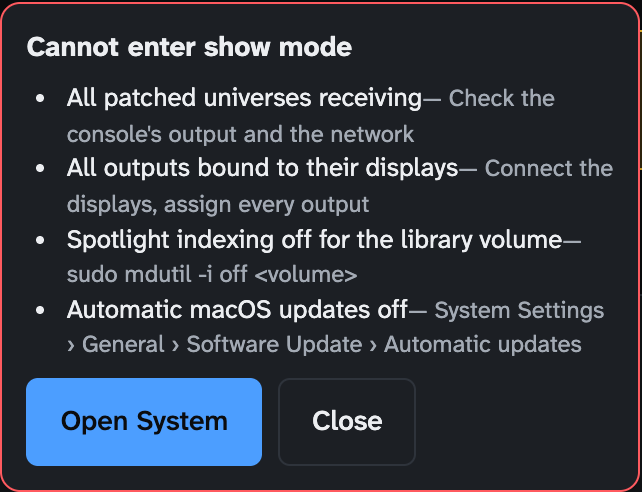 Cannot enter show mode
• All patched universes receiving— Check the
console's output and the network
• All outputs bound to their displays— Connect the
displays, assign every output
• Spotlight indexing off for the library volume—
sudo mdutil -i off <volume>
• Automatic macOS updates off— System Settings
› General › Software Update › Automatic updates
Open System
Close